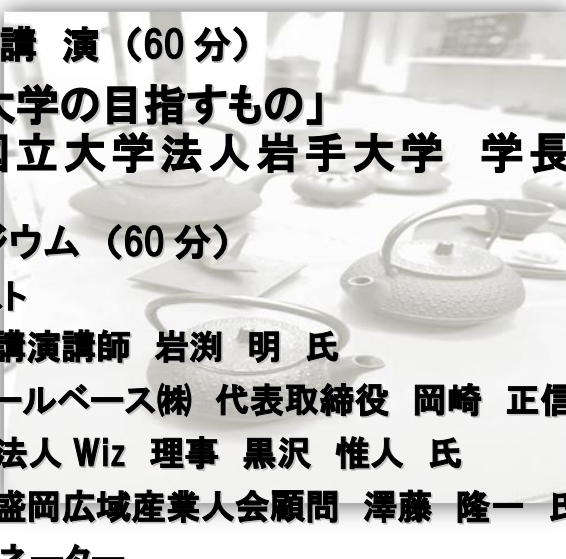 講 演 （60 分）
大学の目指すもの」
国立大学法人岩手大学 学長
ジウム （60 分）
スト
講演講師 岩渕 明 氏
ールベース㈱ 代表取締役 岡崎 正信
法人 Wiz 理事 黒沢 惟人 氏
盛岡広域産業人会顧問 澤藤 隆一 氏
ネーター